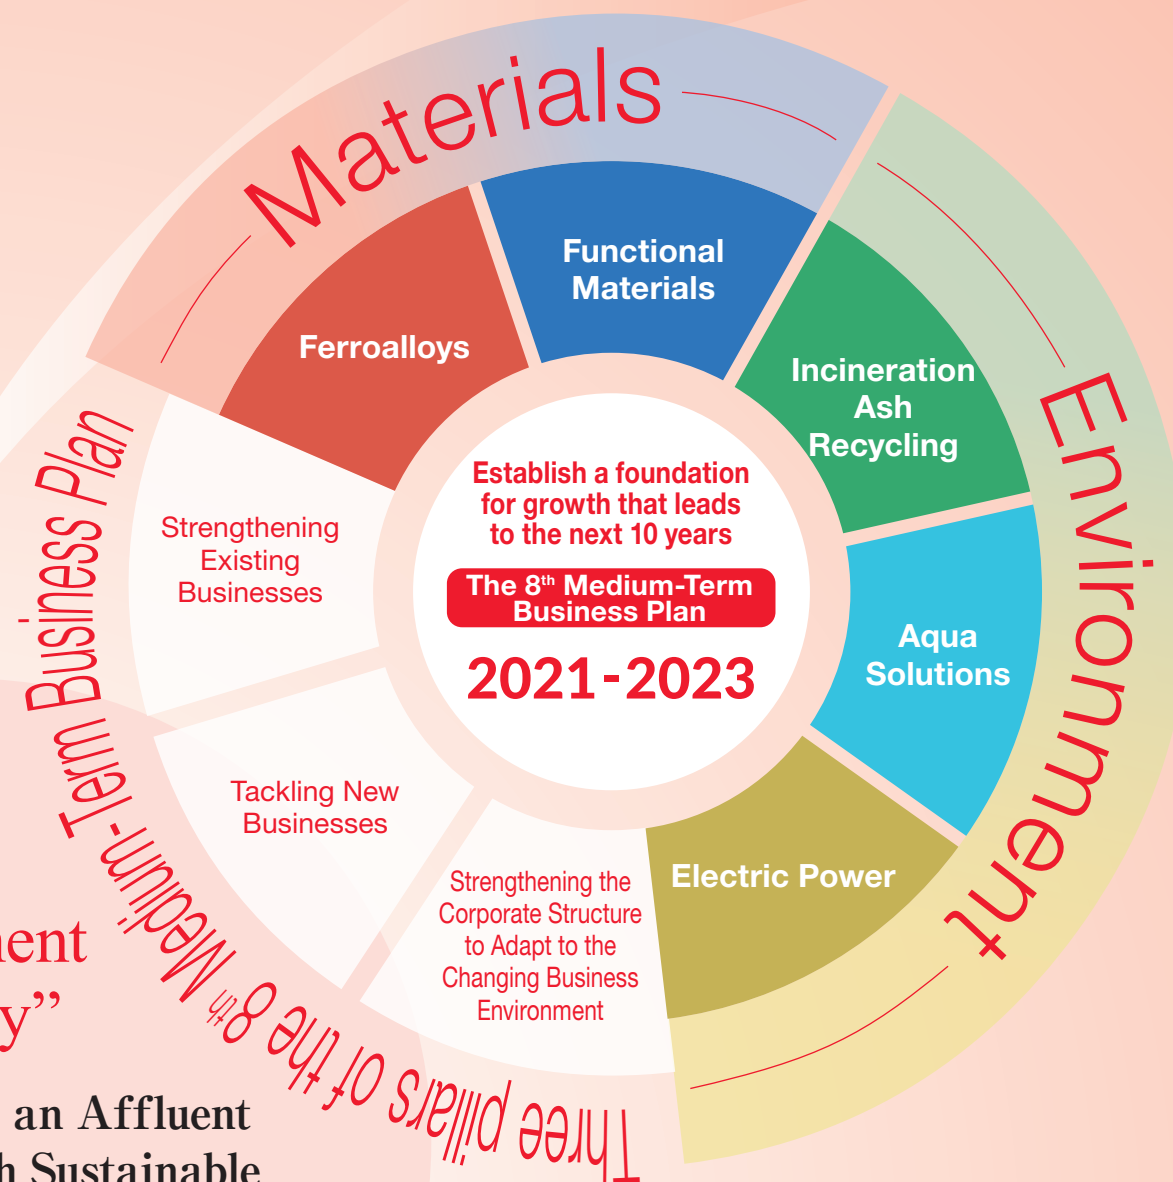 Materials
Functional
Materials
Ferroalloys
Incineration
Ash
Recycling
Environment
Aqua
Solutions
Electric Power
Establish a foundation
for growth that leads
to the next 10 years
The 8th Medium-Term
Business Plan
2021-2023
Strengthening
Existing
Businesses
Tackling New
Businesses
Strengthening the
Corporate Structure
to Adapt to the
Changing Business
Environment
Three pillars of the 8th Medium-Term Business Plan
y”
an Affluent
Sustainable